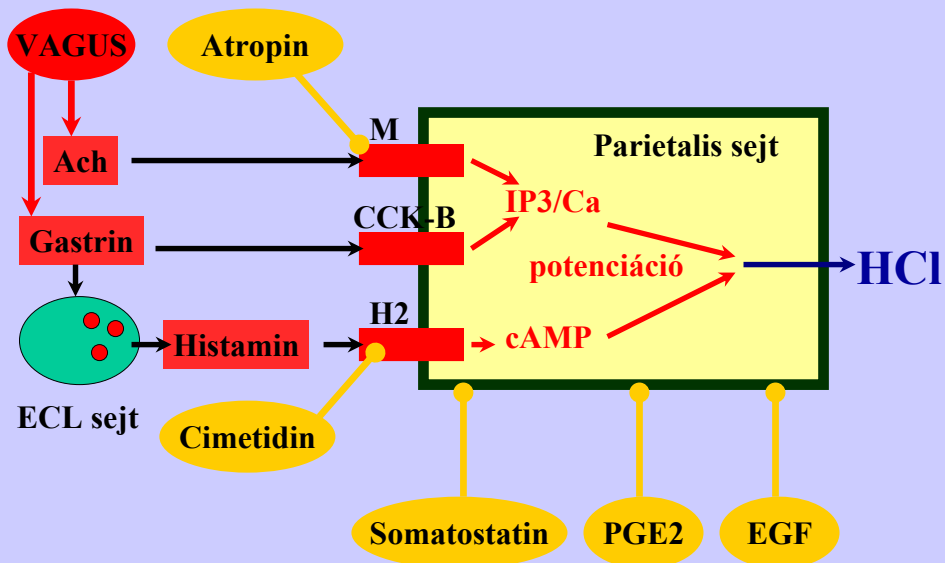 VAGUS
Atropin
M
Parietalis sejt
Ach
IP3/Ca
CCK-B
Gastrin
potenciáció
HCl
H2
Histamin
cAMP
ECL sejt
Cimetidin
Somatostatin
PGE2
EGF